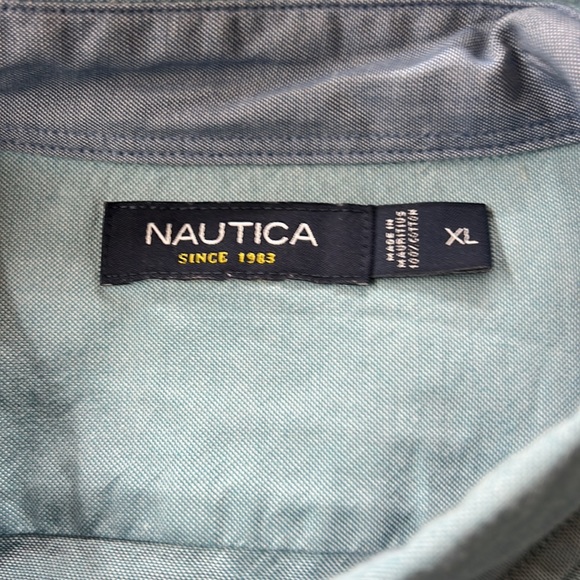 NAUTICA
SINCE 1983
MADE IN
MAURITIUS
100% COTTON
XL